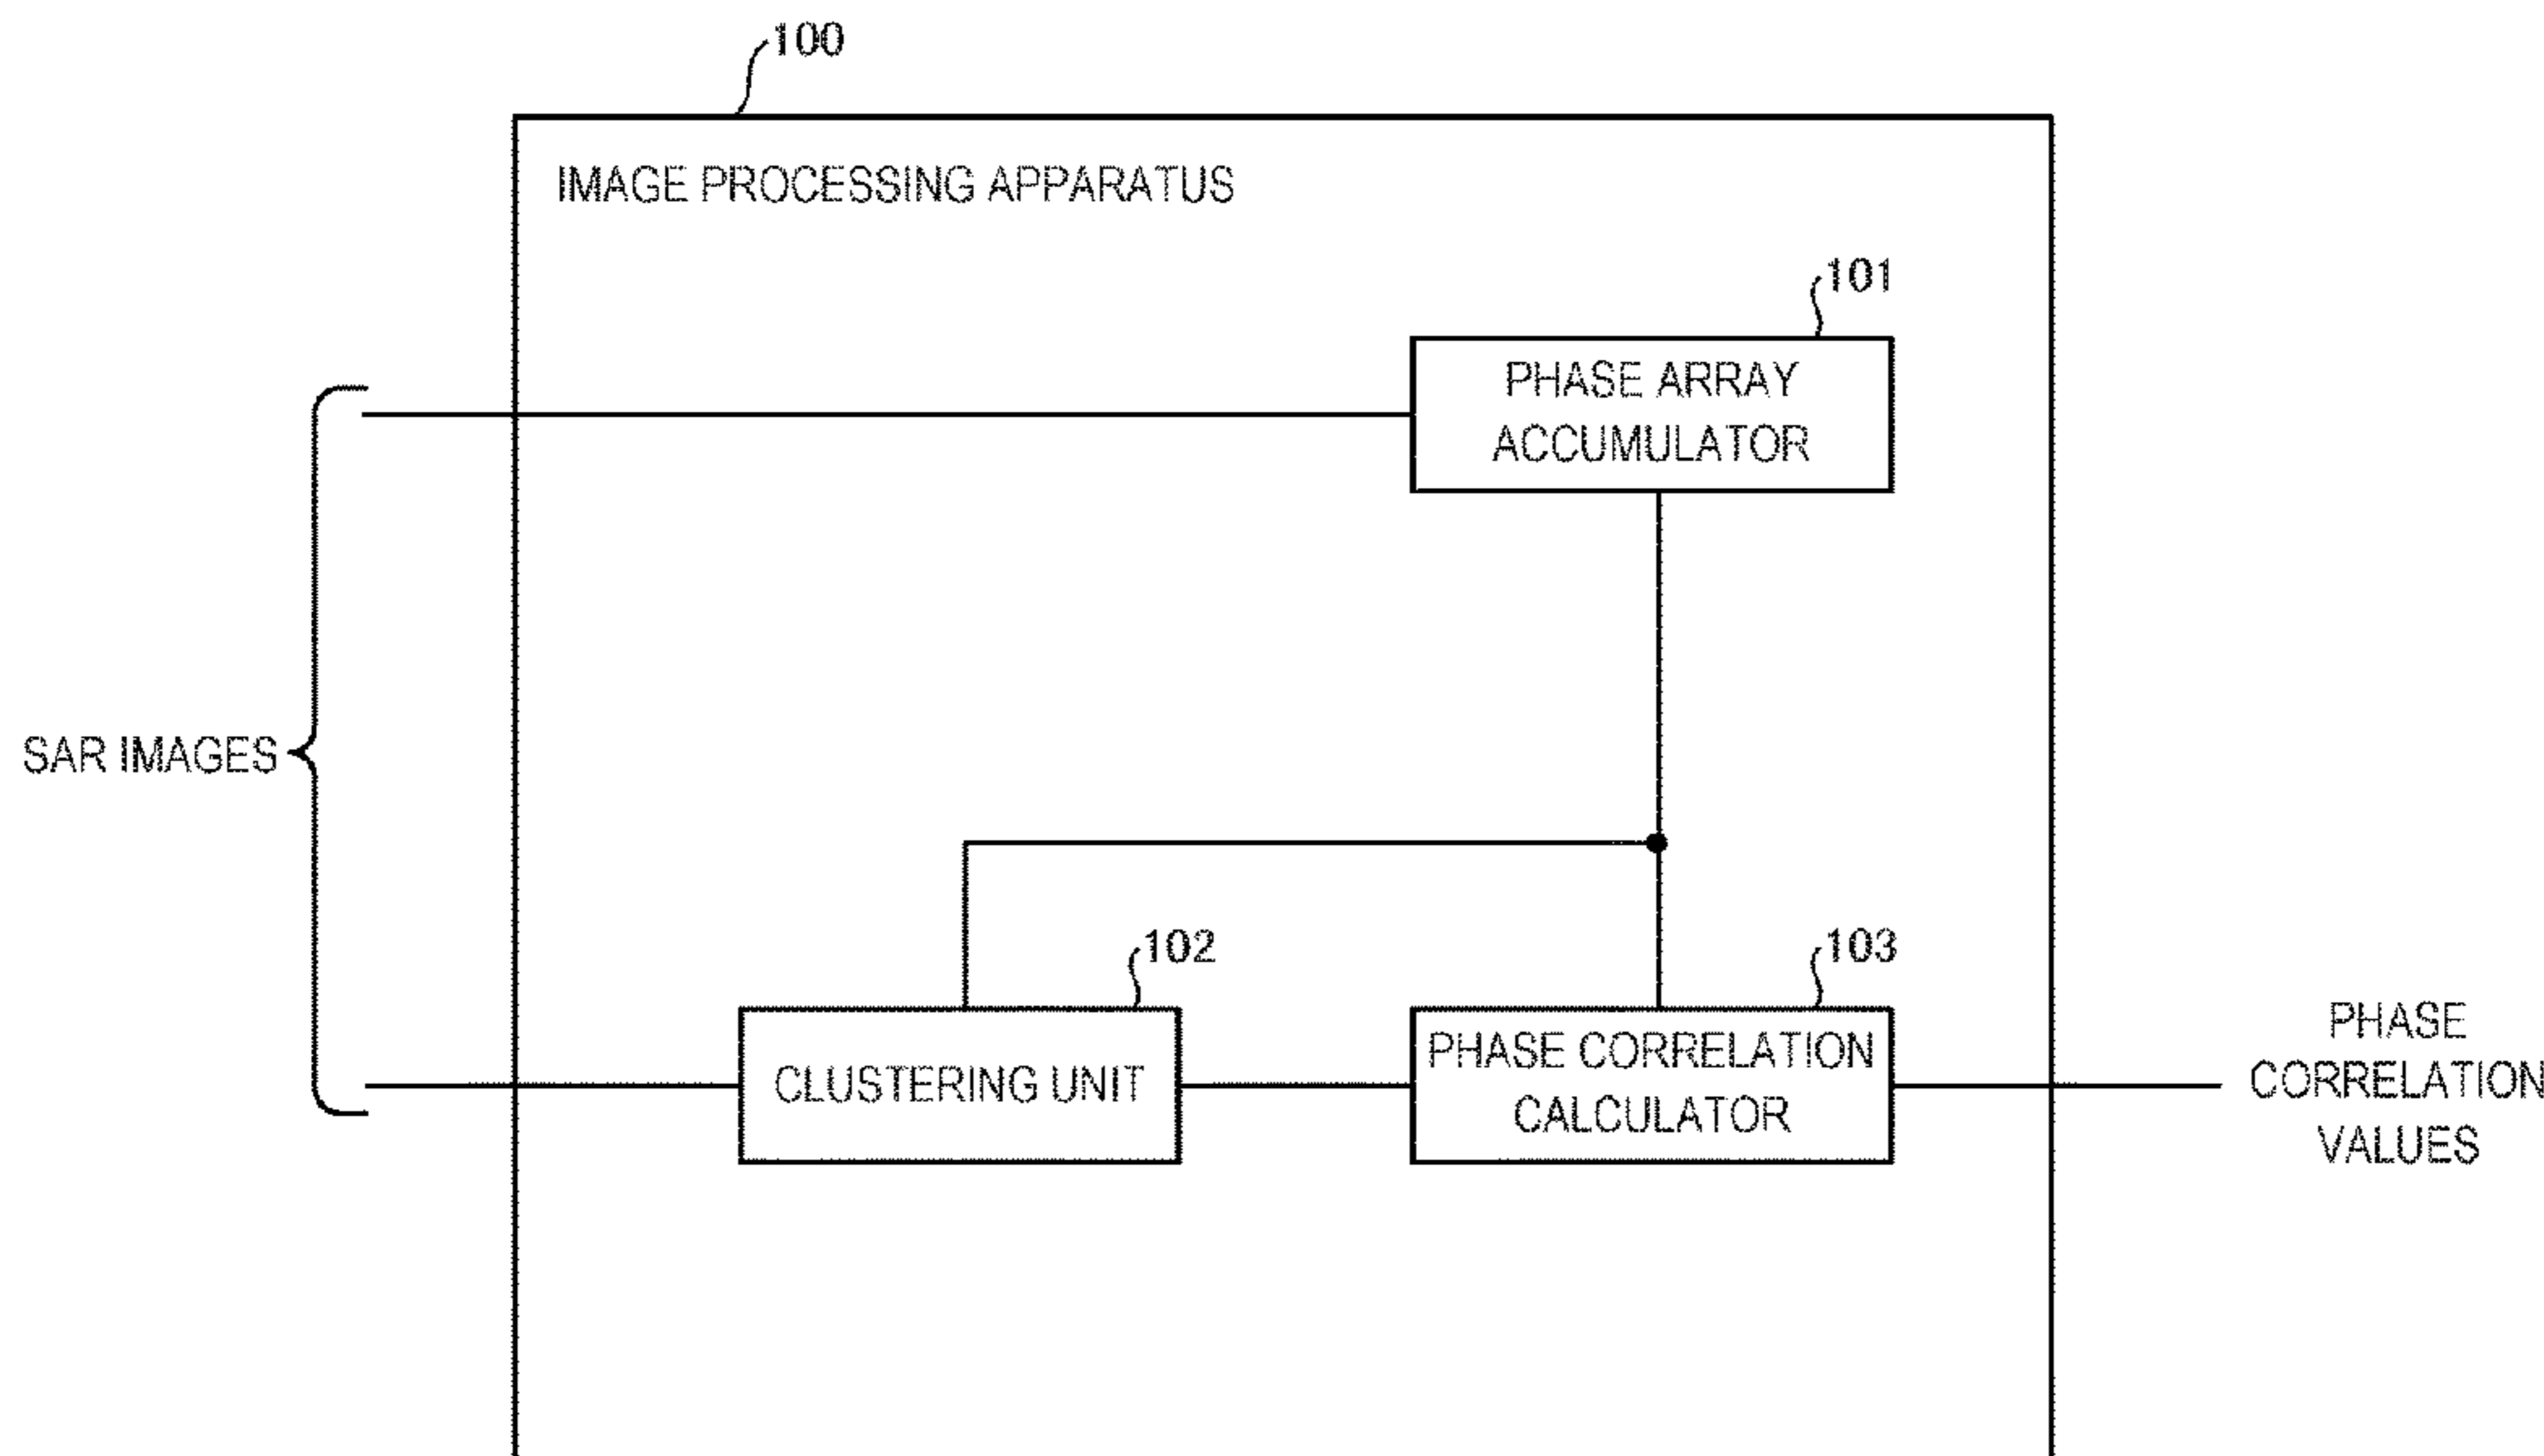 100
IMAGE PROCESSING APPARATUS
101
PHASE ARRAY
ACCUMULATOR
SAR IMAGES
102
103
CLUSTERING UNIT
PHASE CORRELATION
CALCULATOR
PHASE
CORRELATION
VALUES